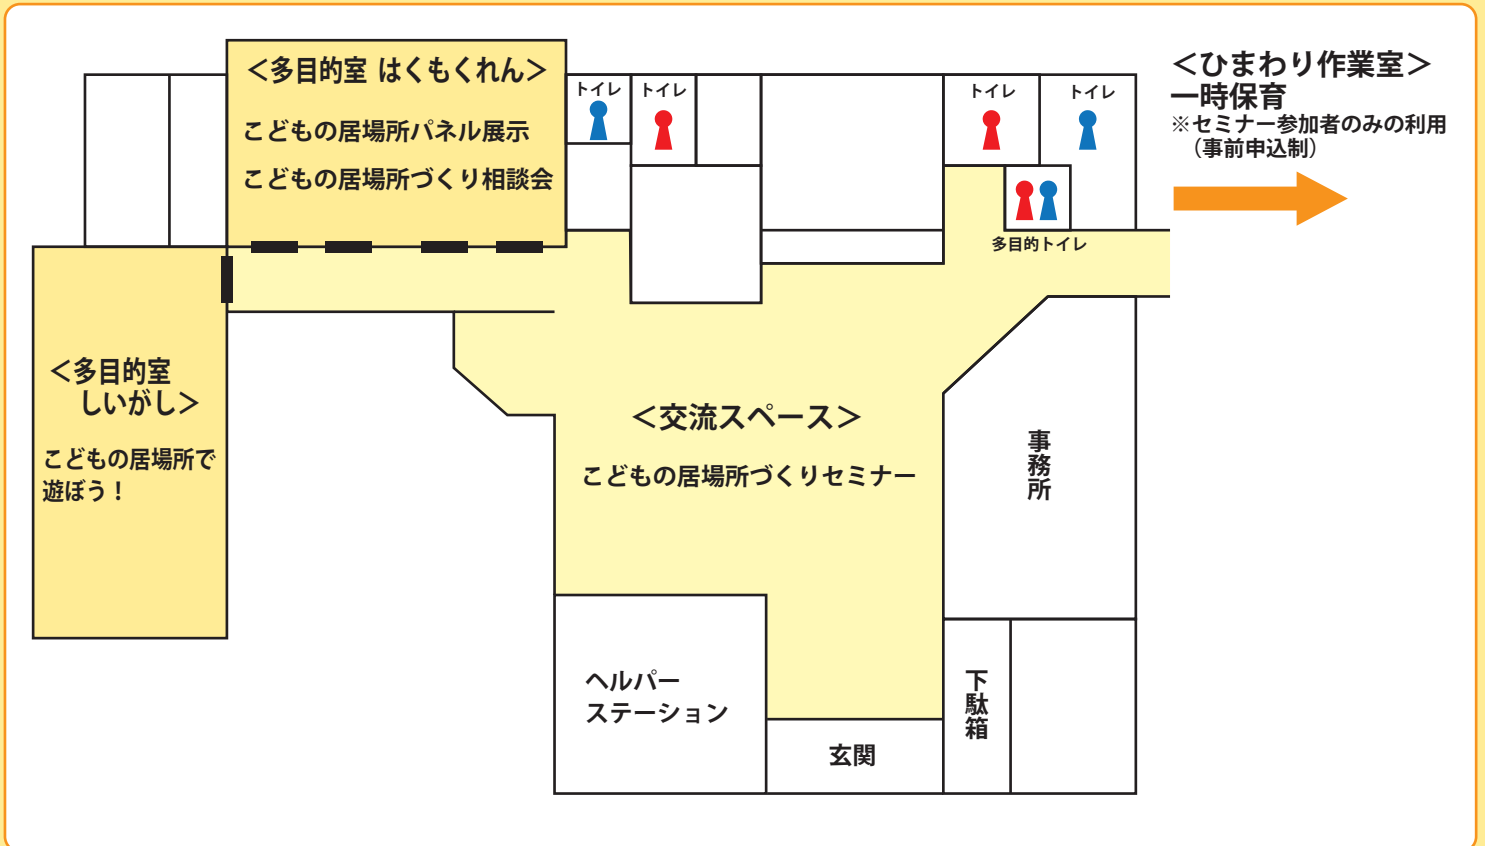 ＜多目的室 はくもくれん＞
こどもの居場所パネル展示
こどもの居場所づくり相談会
トイレ
トイレ
トイレ
トイレ
多目的トイレ
＜ひまわり作業室＞
一時保育
※セミナー参加者のみの利用
（事前申込制）
＜多目的室
しいがし＞
こどもの居場所で
遊ぼう！
＜交流スペース＞
こどもの居場所づくりセミナー
事務所
ヘルパー
ステーション
玄関
下駄箱